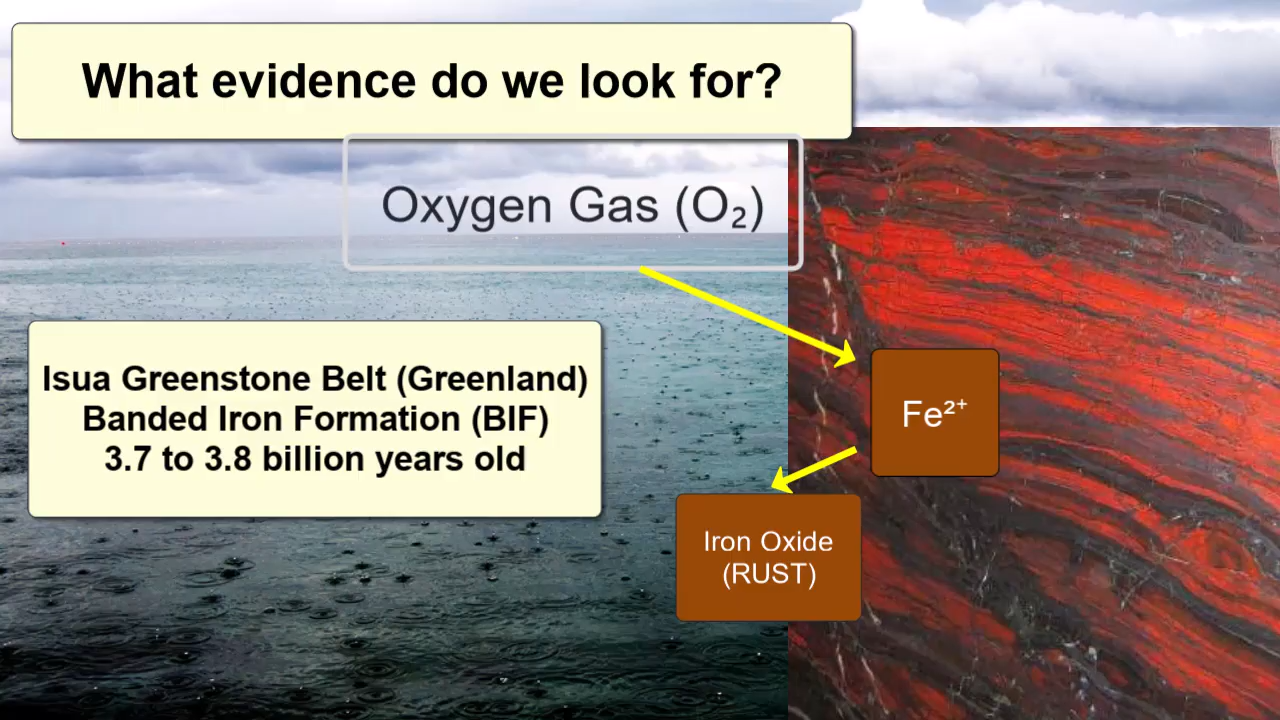 What evidence do we look for?
Oxygen Gas (O₂)
Isua Greenstone Belt (Greenland)
Banded Iron Formation (BIF)
3.7 to 3.8 billion years old
Fe²⁺
Iron Oxide
(RUST)